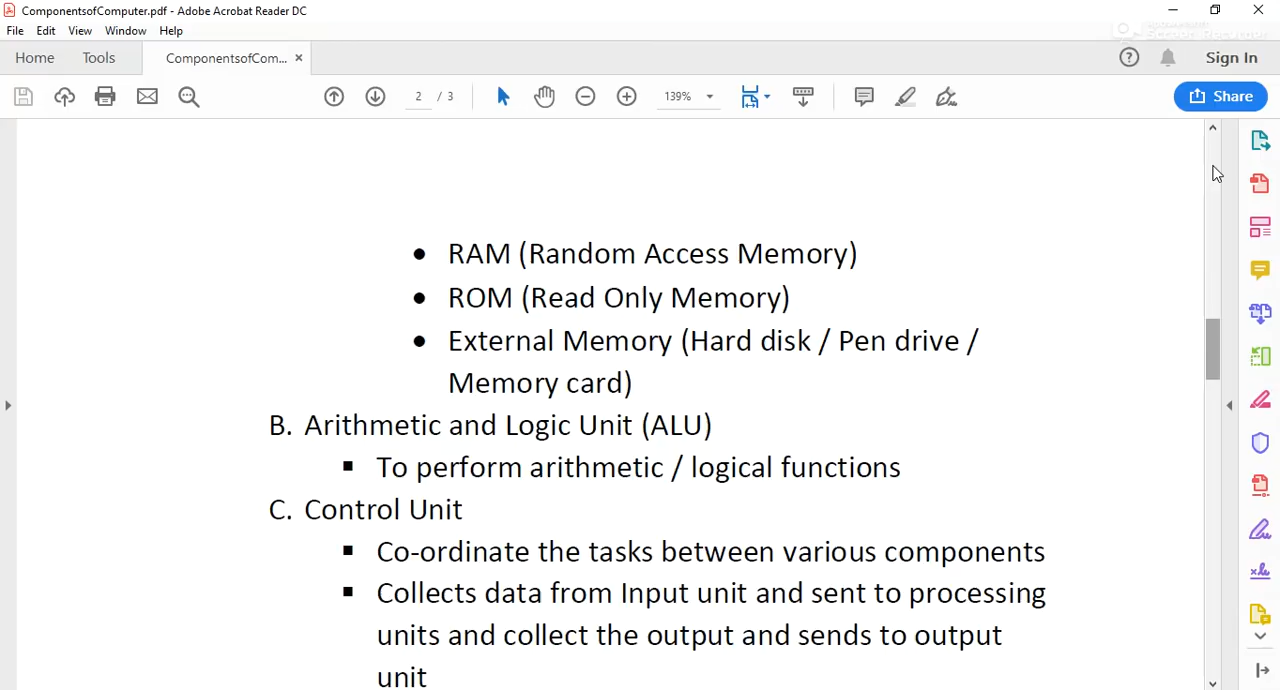 ComponentsofComputer.pdf - Adobe Acrobat Reader DC
File Edit View Window Help
Home Tools ComponentsofCom... × Sign In
2 / 3 139% Share
• RAM (Random Access Memory)
• ROM (Read Only Memory)
• External Memory (Hard disk / Pen drive /
Memory card)
B. Arithmetic and Logic Unit (ALU)
▪ To perform arithmetic / logical functions
C. Control Unit
▪ Co-ordinate the tasks between various components
▪ Collects data from Input unit and sent to processing
units and collect the output and sends to output
unit